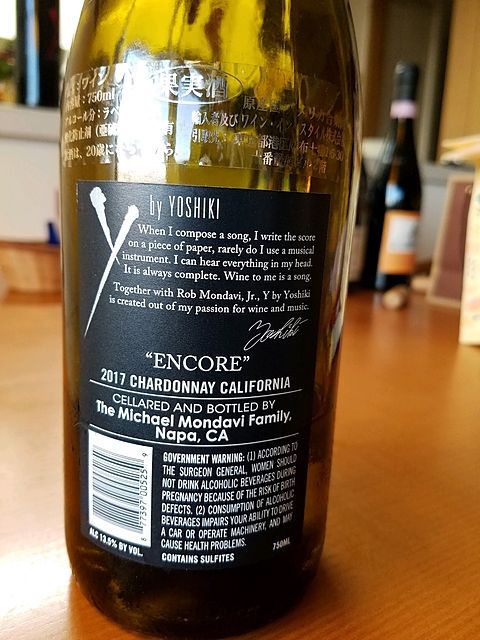 果実酒
750ml
Y by YOSHIKI
When I compose a song, I write the score
on a piece of paper, rarely do I use a musical
instrument. I can hear everything in my head.
It is always complete. Wine to me is a song.
Together with Rob Mondavi, Jr., Y by Yoshiki
is created out of my passion for wine and music.
Yoshiki
“ENCORE”
2017 CHARDONNAY CALIFORNIA
CELLARED AND BOTTLED BY
The Michael Mondavi Family,
Napa, CA
GOVERNMENT WARNING: (1) ACCORDING TO
THE SURGEON GENERAL, WOMEN SHOULD
NOT DRINK ALCOHOLIC BEVERAGES DURING
PREGNANCY BECAUSE OF THE RISK OF BIRTH
DEFECTS. (2) CONSUMPTION OF ALCOHOLIC
BEVERAGES IMPAIRS YOUR ABILITY TO DRIVE
A CAR OR OPERATE MACHINERY, AND MAY
CAUSE HEALTH PROBLEMS. 750ML
CONTAINS SULFITES
8 77397 00525 9
ALC 13.5% BY VOL.